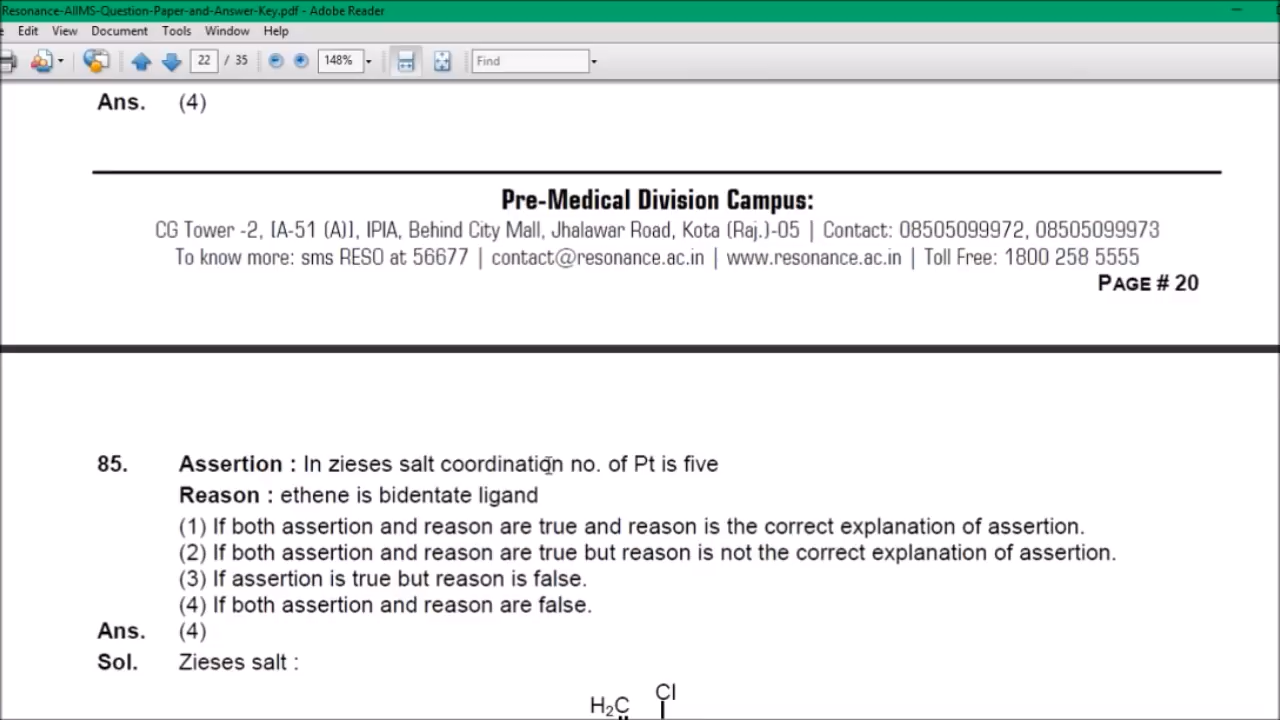 Resonance-AIIMS-Question-Paper-and-Answer-Key.pdf - Adobe Reader
Edit View Document Tools Window Help
22 / 35 148% Find
Ans. (4)
Pre-Medical Division Campus:
CG Tower -2, [A-51 (A)], IPIA, Behind City Mall, Jhalawar Road, Kota (Raj.)-05 | Contact: 08505099972, 08505099973
To know more: sms RESO at 56677 | contact@resonance.ac.in | www.resonance.ac.in | Toll Free: 1800 258 5555
PAGE # 20
85. Assertion : In zieses salt coordination no. of Pt is five
Reason : ethene is bidentate ligand
(1) If both assertion and reason are true and reason is the correct explanation of assertion.
(2) If both assertion and reason are true but reason is not the correct explanation of assertion.
(3) If assertion is true but reason is false.
(4) If both assertion and reason are false.
Ans. (4)
Sol. Zieses salt :
H₂C Cl